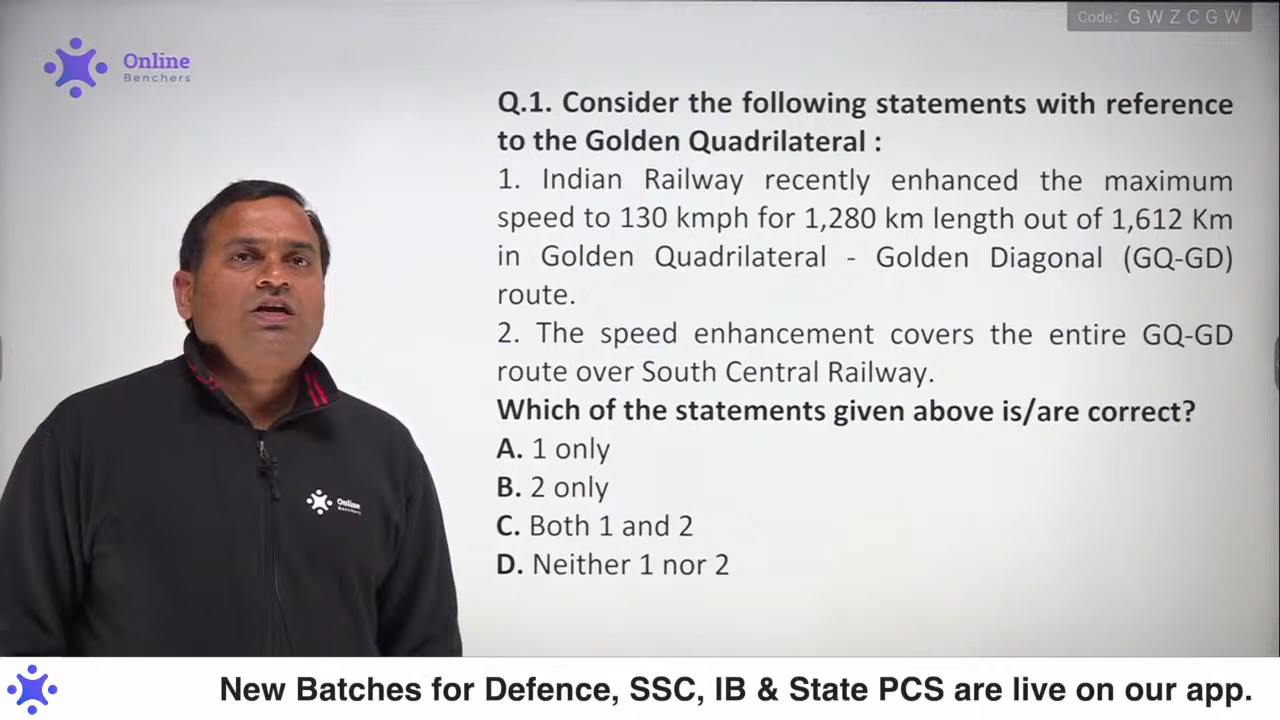 Code: G W Z C G W
Online
Benchers
Q.1. Consider the following statements with reference
to the Golden Quadrilateral :
1. Indian Railway recently enhanced the maximum
speed to 130 kmph for 1,280 km length out of 1,612 Km
in Golden Quadrilateral - Golden Diagonal (GQ-GD)
route.
2. The speed enhancement covers the entire GQ-GD
route over South Central Railway.
Which of the statements given above is/are correct?
A. 1 only
B. 2 only
C. Both 1 and 2
D. Neither 1 nor 2
Online
Benchers
New Batches for Defence, SSC, IB & State PCS are live on our app.